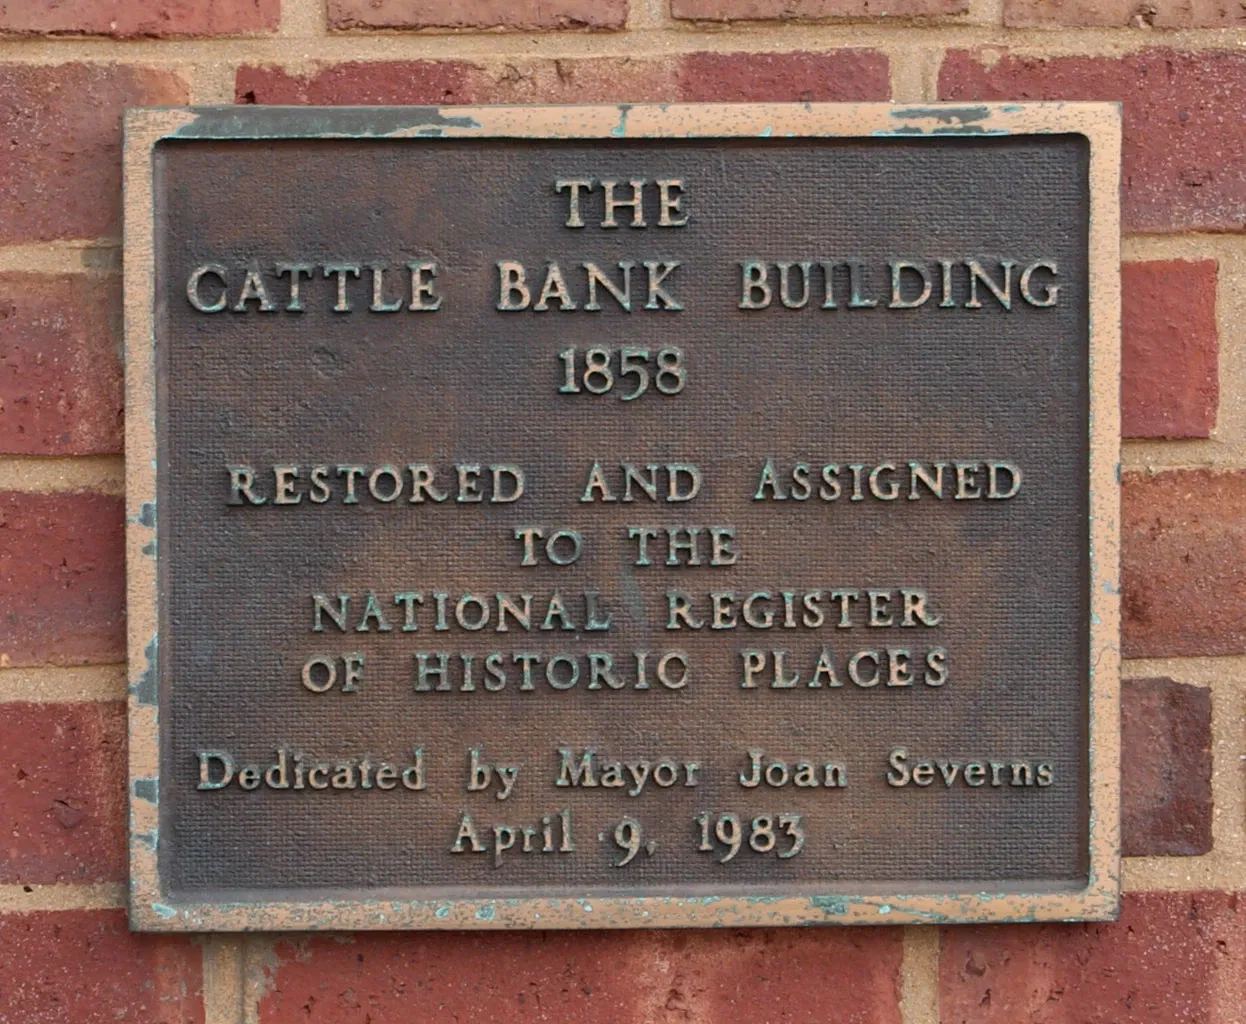 THE
CATTLE BANK BUILDING
1858
RESTORED AND ASSIGNED
TO THE
NATIONAL REGISTER
OF HISTORIC PLACES
Dedicated by Mayor Joan Severns
April 9, 1983